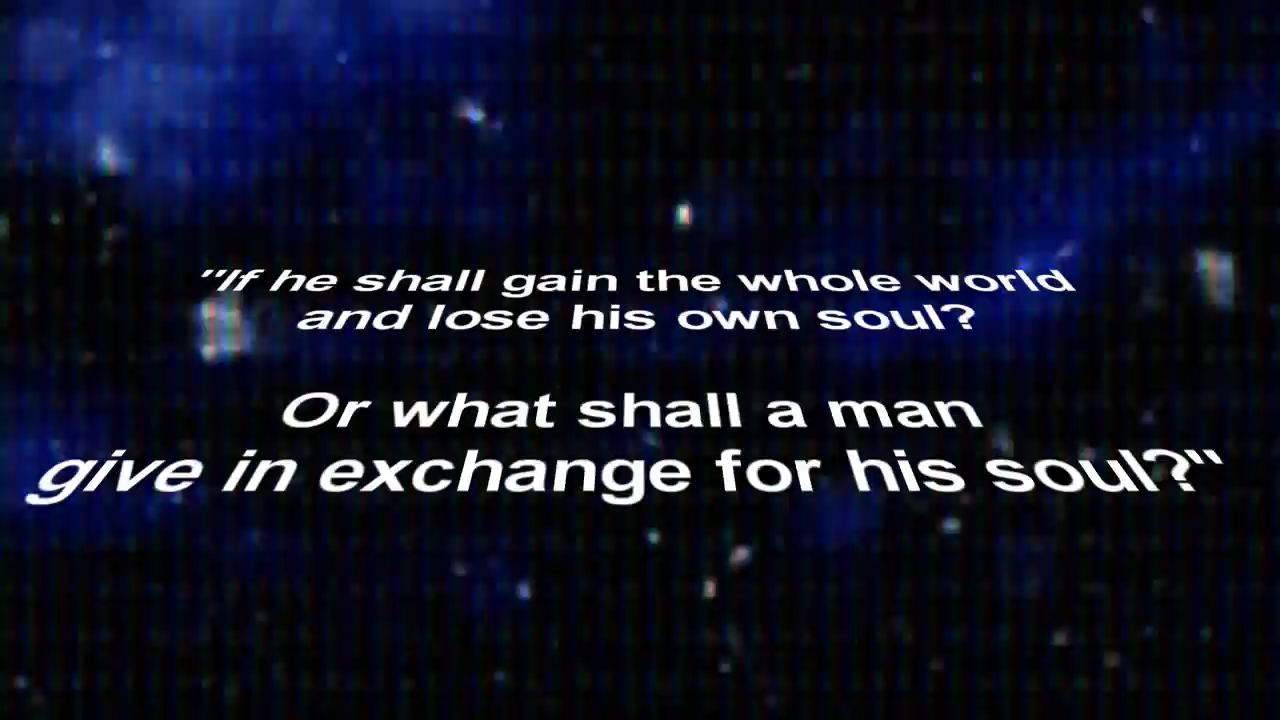 "If he shall gain the whole world
and lose his own soul?
Or what shall a man
give in exchange for his soul?"